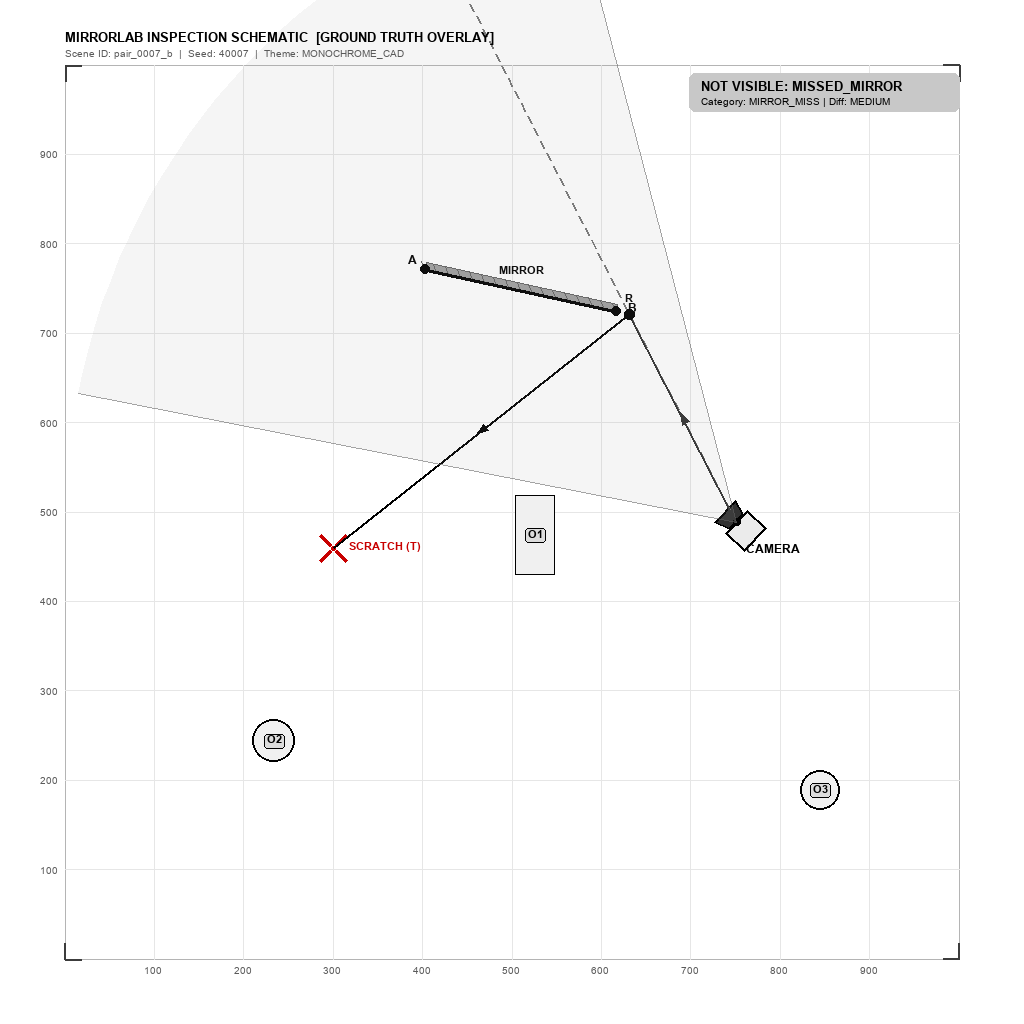 MIRRORLAB INSPECTION SCHEMATIC [GROUND TRUTH OVERLAY]
Scene ID: pair_0007_b | Seed: 40007 | Theme: MONOCHROME_CAD
NOT VISIBLE: MISSED_MIRROR
Category: MIRROR_MISS | Diff: MEDIUM
900
800
A
MIRROR
R
B
700
600
500
O1
SCRATCH (T)
CAMERA
400
300
O2
200
O3
100
100 200 300 400 500 600 700 800 900